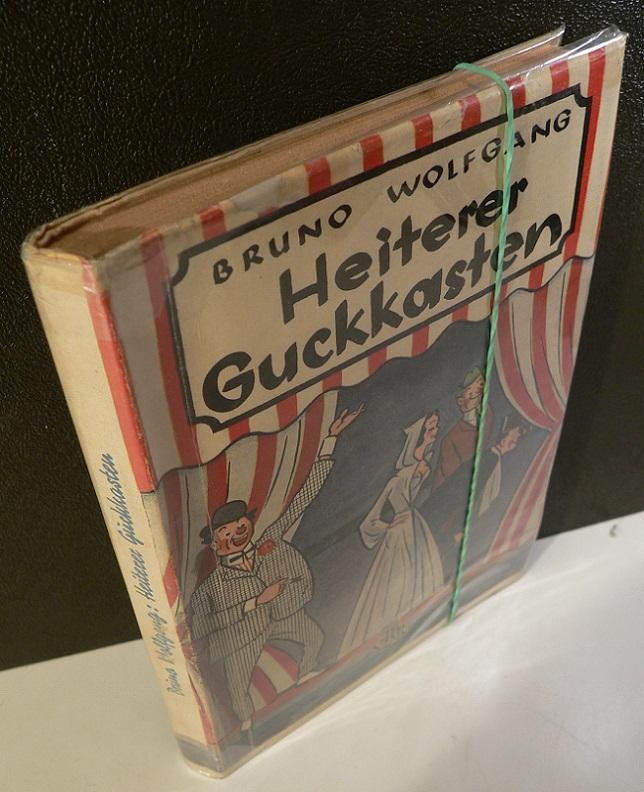 BRUNO WOLFGANG
Heiterer
Guckkasten
Bruno Wolfgang: Heiterer Guckkasten